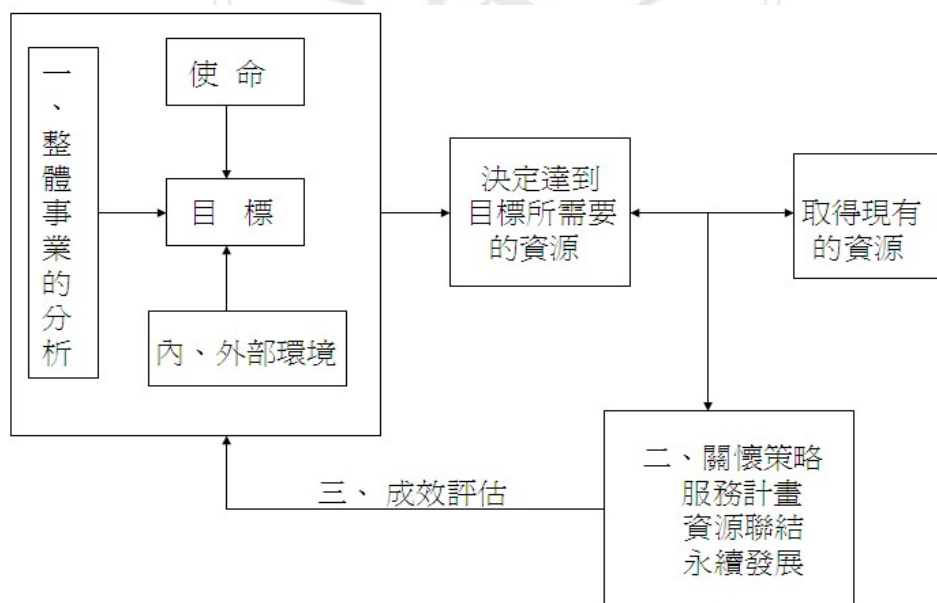 一、整體事業的分析
使 命
目 標
內、外部環境
決定達到
目標所需要
的資源
取得現有
的資源
二、關懷策略
服務計畫
資源聯結
永續發展
三、 成效評估